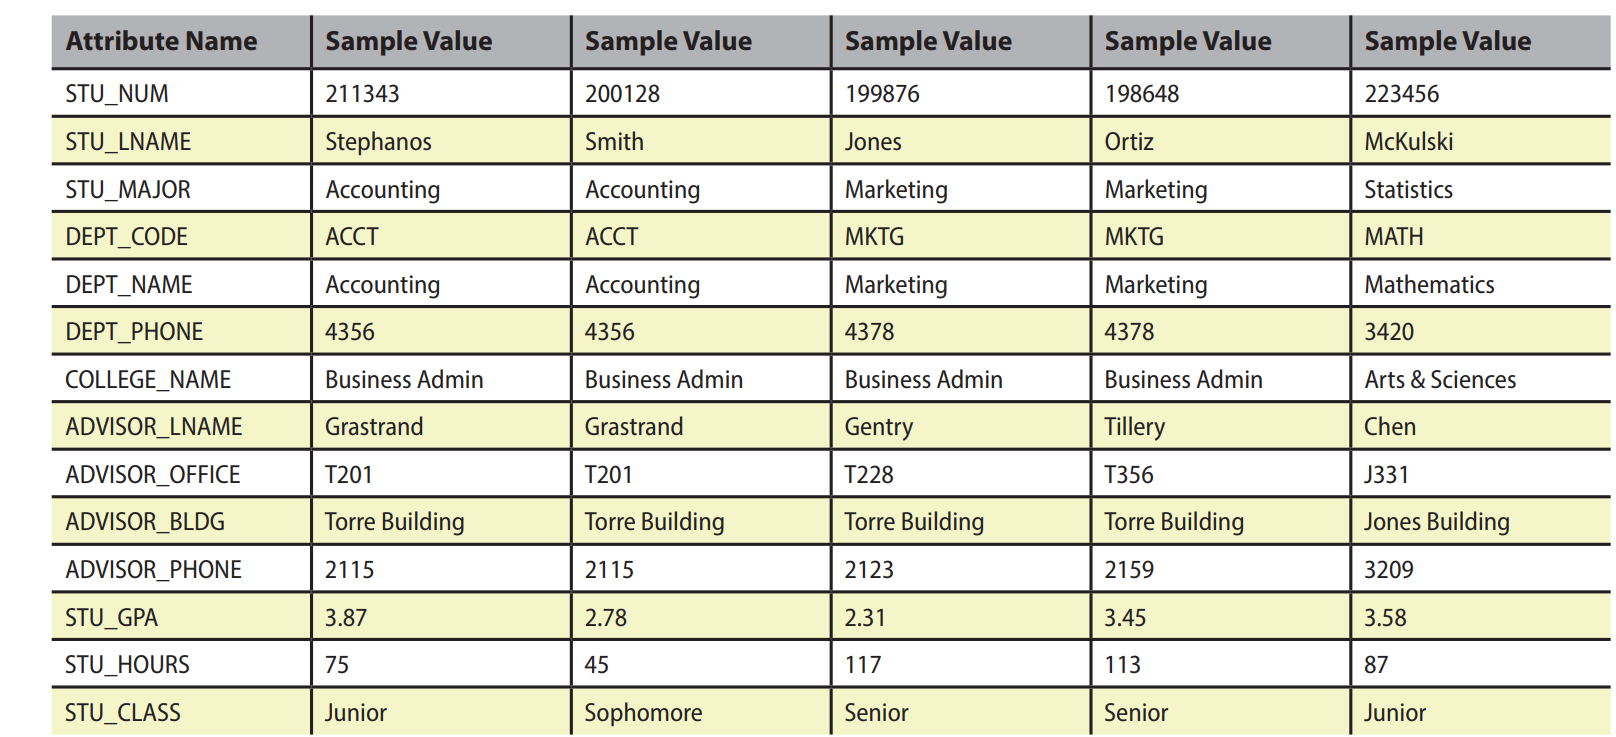 Attribute Name Sample Value Sample Value Sample Value Sample Value Sample Value
STU_NUM 211343 200128 199876 198648 223456
STU_LNAME Stephanos Smith Jones Ortiz McKulski
STU_MAJOR Accounting Accounting Marketing Marketing Statistics
DEPT_CODE ACCT ACCT MKTG MKTG MATH
DEPT_NAME Accounting Accounting Marketing Marketing Mathematics
DEPT_PHONE 4356 4356 4378 4378 3420
COLLEGE_NAME Business Admin Business Admin Business Admin Business Admin Arts & Sciences
ADVISOR_LNAME Grastrand Grastrand Gentry Tillery Chen
ADVISOR_OFFICE T201 T201 T228 T356 J331
ADVISOR_BLDG Torre Building Torre Building Torre Building Torre Building Jones Building
ADVISOR_PHONE 2115 2115 2123 2159 3209
STU_GPA 3.87 2.78 2.31 3.45 3.58
STU_HOURS 75 45 117 113 87
STU_CLASS Junior Sophomore Senior Senior Junior